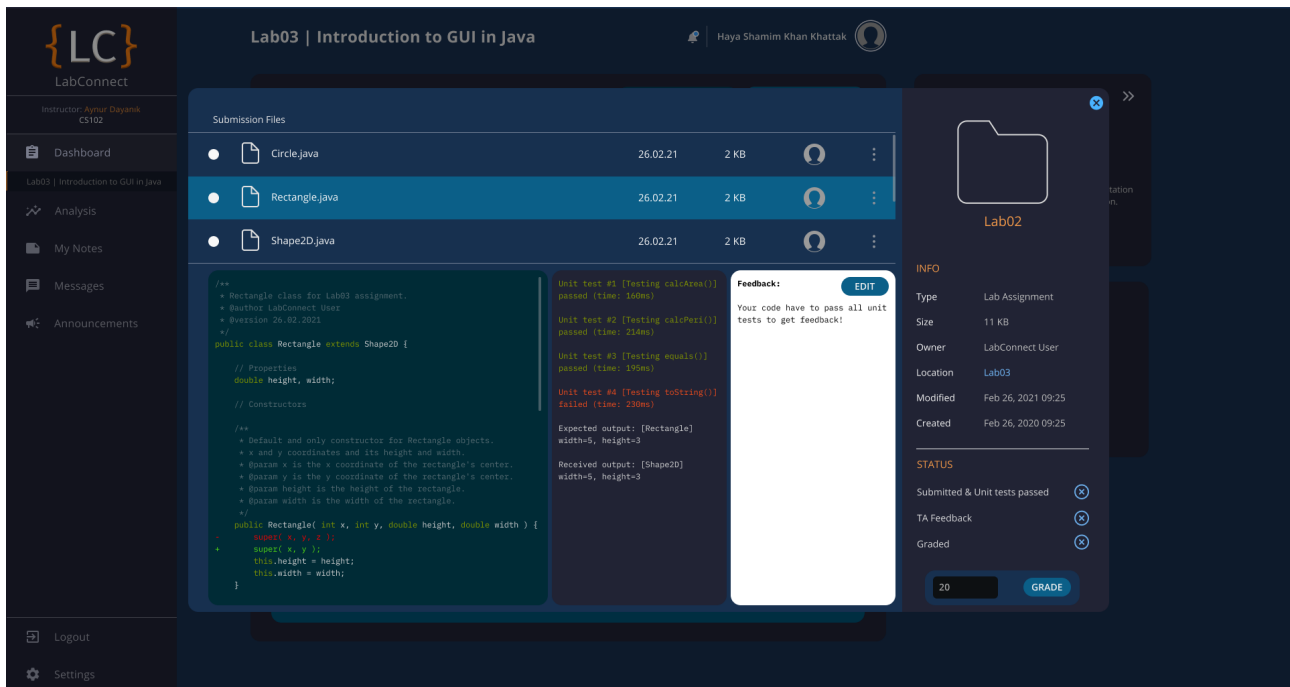 {LC}
LabConnect
Instructor: Aynur Dayanık
CS102
Dashboard
Lab03 | Introduction to GUI in Java
Analysis
My Notes
Messages
Announcements
Logout
Settings
Lab03 | Introduction to GUI in Java
Haya Shamim Khan Khattak
Submission Files
Circle.java 26.02.21 2 KB
Rectangle.java 26.02.21 2 KB
Shape2D.java 26.02.21 2 KB
/**
* Rectangle class for Lab03 assignment.
* @author LabConnect User
* @version 26.02.2021
*/
public class Rectangle extends Shape2D {
// Properties
double height, width;
// Constructors
/**
* Default and only constructor for Rectangle objects.
* x and y coordinates and its height and width.
* @param x is the x coordinate of the rectangle's center.
* @param y is the y coordinate of the rectangle's center.
* @param height is the height of the rectangle.
* @param width is the width of the rectangle.
*/
public Rectangle( int x, int y, double height, double width ) {
- super( x, y, z );
+ super( x, y );
this.height = height;
this.width = width;
}
Unit test #1 [Testing calcArea()]
passed (time: 160ms)
Unit test #2 [Testing calcPeri()]
passed (time: 214ms)
Unit test #3 [Testing equals()]
passed (time: 195ms)
Unit test #4 [Testing toString()]
failed (time: 230ms)
Expected output: [Rectangle]
width=5, height=3
Received output: [Shape2D]
width=5, height=3
Feedback:
EDIT
Your code have to pass all unit
tests to get feedback!
Lab02
INFO
Type Lab Assignment
Size 11 KB
Owner LabConnect User
Location Lab03
Modified Feb 26, 2021 09:25
Created Feb 26, 2020 09:25
STATUS
Submitted & Unit tests passed
TA Feedback
Graded
20 GRADE